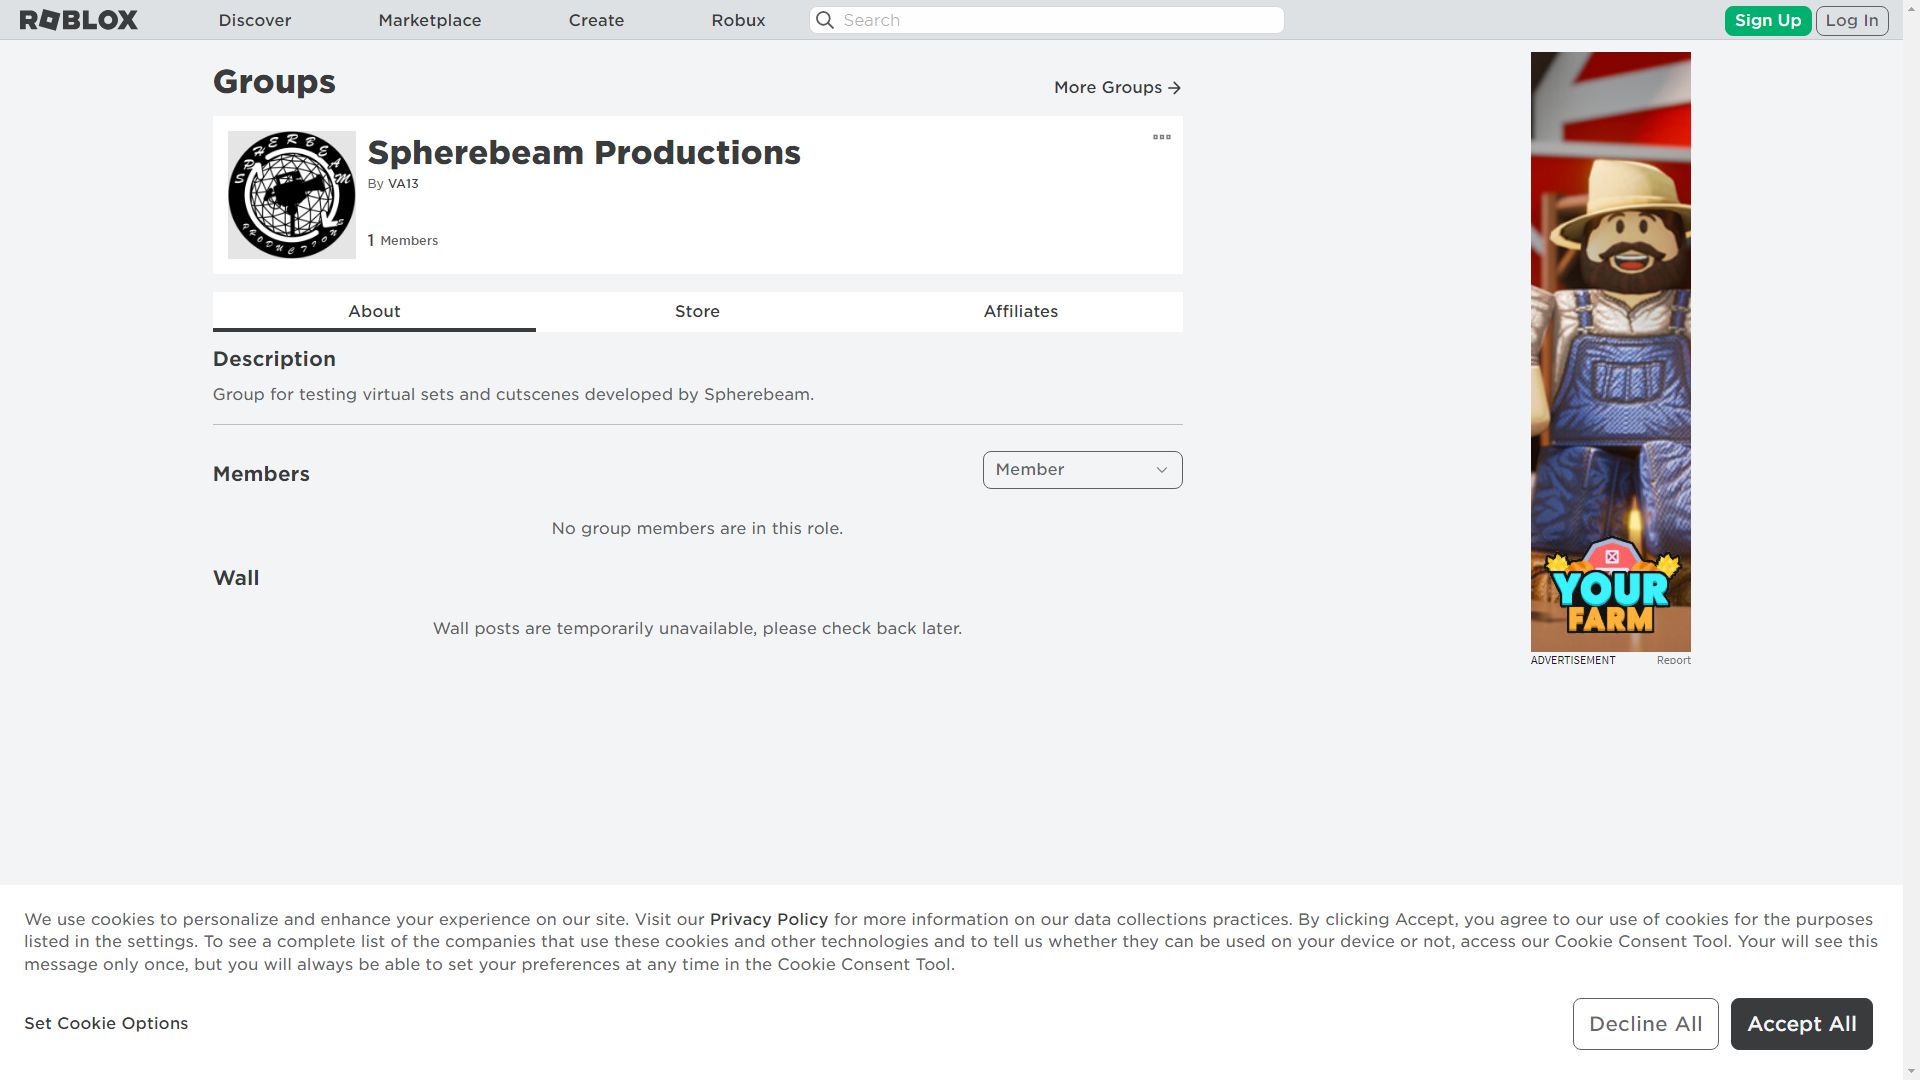 ROBLOX
Discover
Marketplace
Create
Robux
Search
Sign Up
Log In
Groups
More Groups
SPHERBEAM
PRODUCTIONS
Spherebeam Productions
By VA13
1 Members
About
Store
Affiliates
Description
Group for testing virtual sets and cutscenes developed by Spherebeam.
Members
Member
No group members are in this role.
Wall
Wall posts are temporarily unavailable, please check back later.
YOUR
FARM
ADVERTISEMENT
Report
We use cookies to personalize and enhance your experience on our site. Visit our Privacy Policy for more information on our data collections practices. By clicking Accept, you agree to our use of cookies for the purposes
listed in the settings. To see a complete list of the companies that use these cookies and other technologies and to tell us whether they can be used on your device or not, access our Cookie Consent Tool. Your will see this
message only once, but you will always be able to set your preferences at any time in the Cookie Consent Tool.
Set Cookie Options
Decline All
Accept All